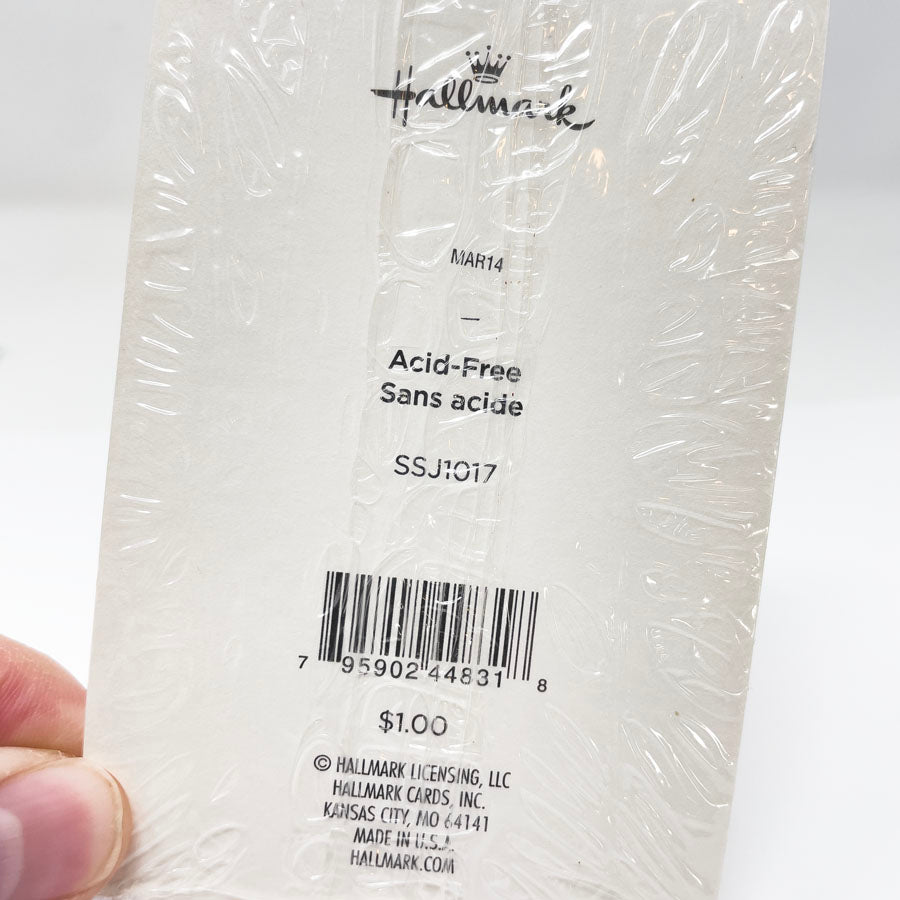 Hallmark
MAR14
—
Acid-Free
Sans acide
SSJ1017
7 95902 44831 8
$1.00
© HALLMARK LICENSING, LLC
HALLMARK CARDS, INC.
KANSAS CITY, MO 64141
MADE IN U.S.A.
HALLMARK.COM